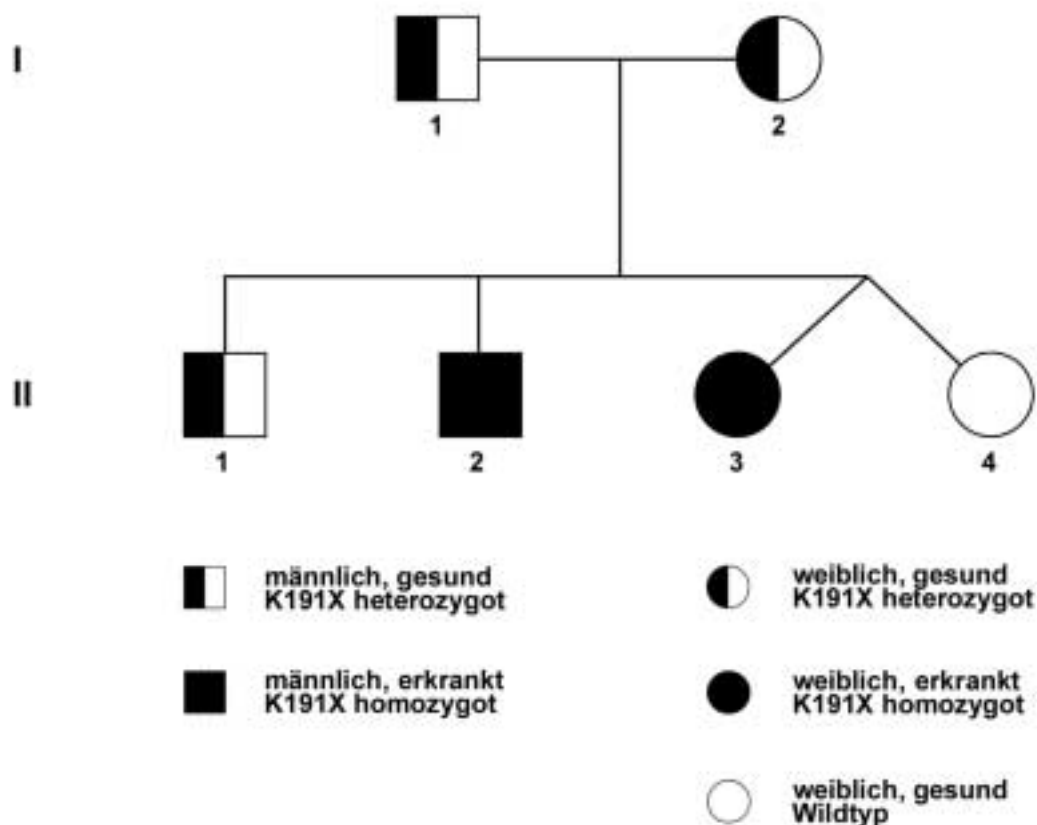 I
1 2
II
1 2 3 4
männlich, gesund
K191X heterozygot
weiblich, gesund
K191X heterozygot
männlich, erkrankt
K191X homozygot
weiblich, erkrankt
K191X homozygot
weiblich, gesund
Wildtyp